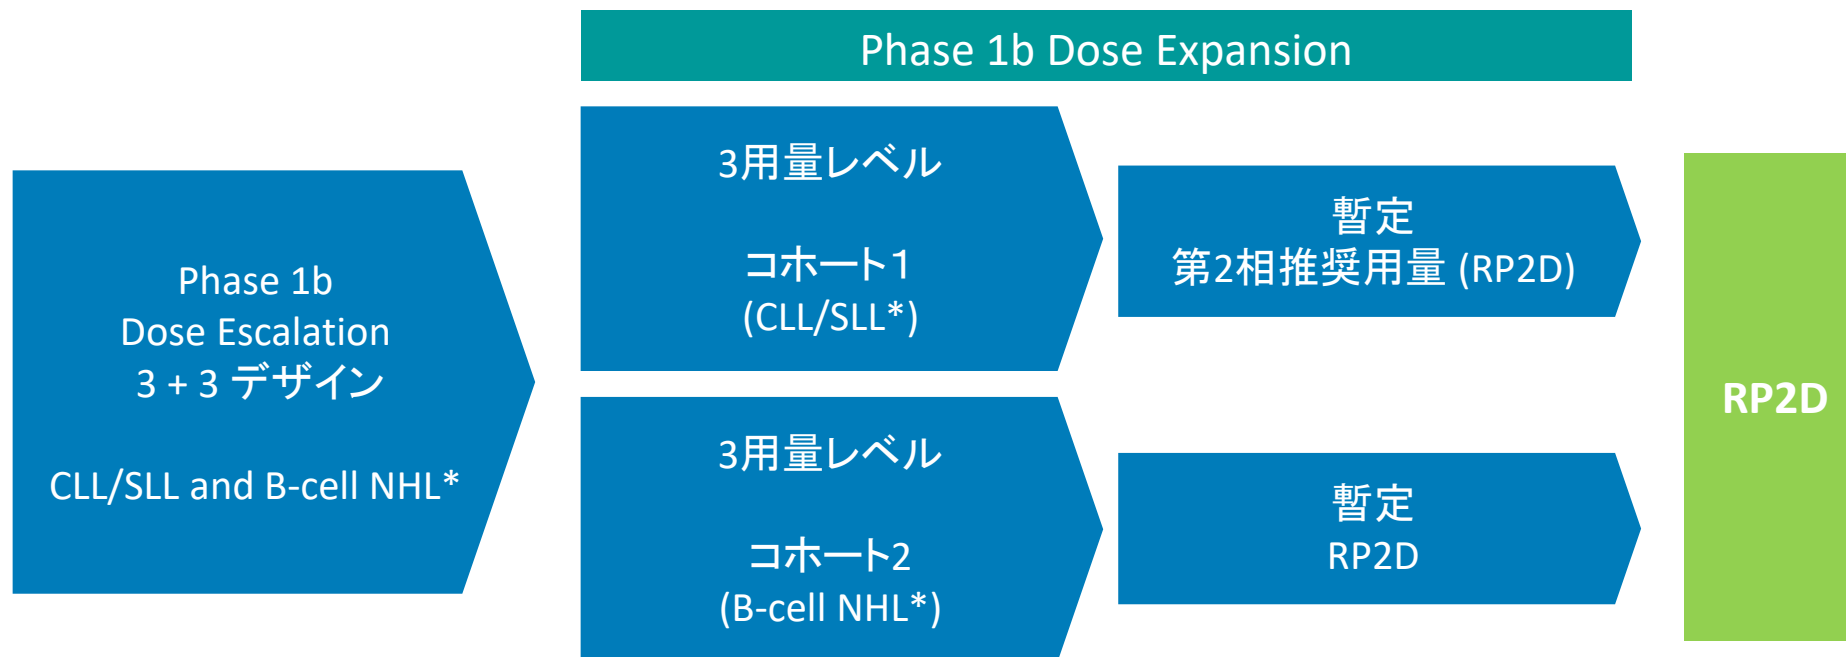 Phase 1b Dose Expansion
Phase 1b
Dose Escalation
3 + 3 デザイン
CLL/SLL and B-cell NHL*
3用量レベル
コホート1
(CLL/SLL*)
暫定
第2相推奨用量 (RP2D)
3用量レベル
コホート2
(B-cell NHL*)
暫定
RP2D
RP2D